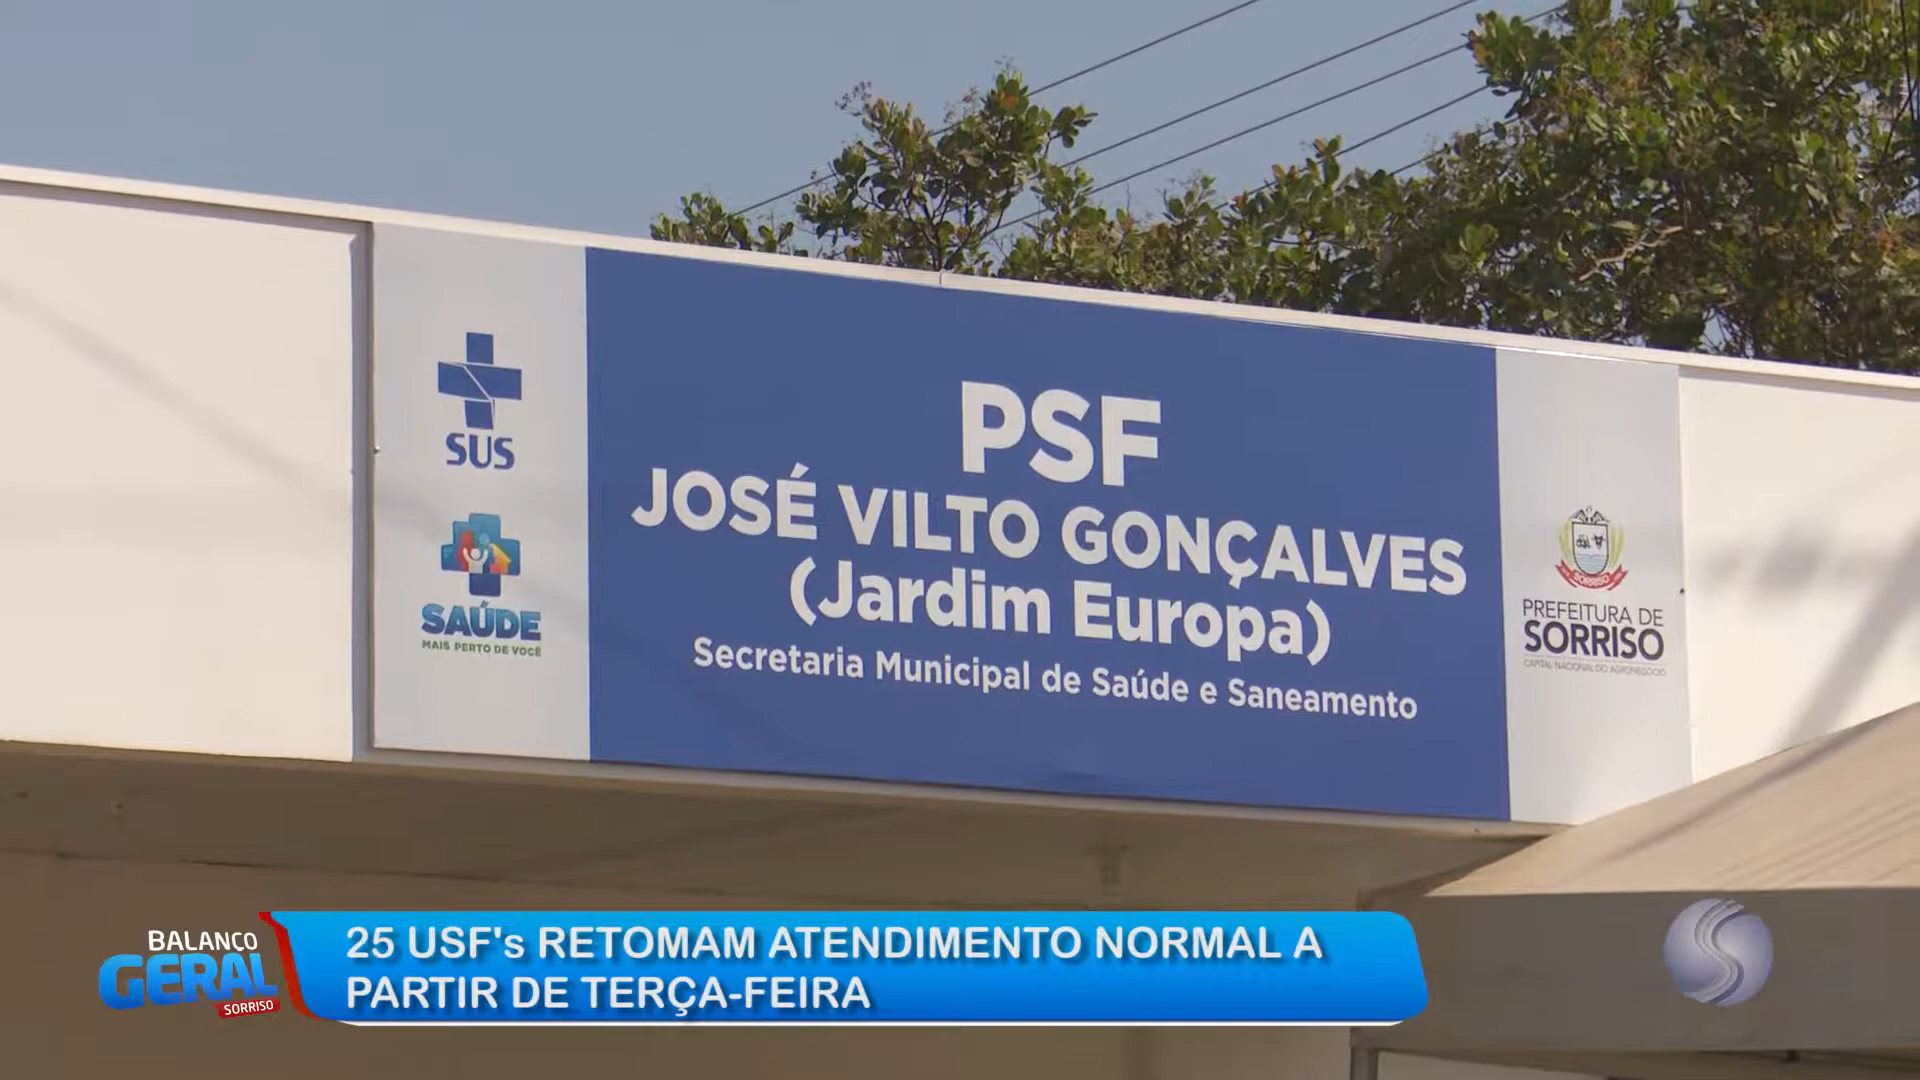 PSF
JOSÉ VILTO GONÇALVES
(Jardim Europa)
Secretaria Municipal de Saúde e Saneamento
SUS
SAÚDE
MAIS PERTO DE VOCÊ
SORRISO
PREFEITURA DE
SORRISO
CAPITAL NACIONAL DO AGRONEGÓCIO
BALANÇO
GERAL
SORRISO
25 USF's RETOMAM ATENDIMENTO NORMAL A
PARTIR DE TERÇA-FEIRA